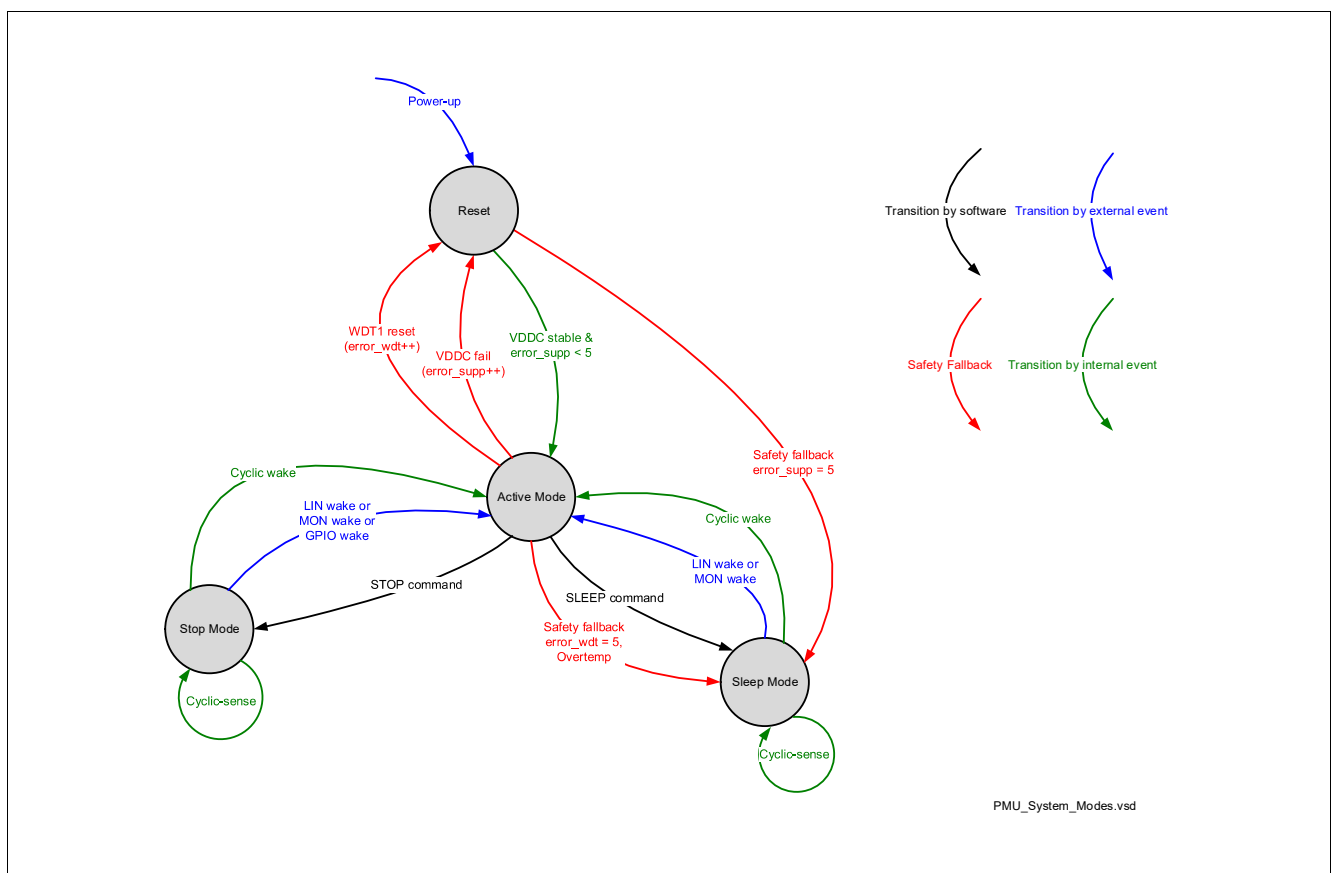 Power-up
Reset
Transition by software
Transition by external event
WDT1 reset
(error_wdt++)
VDDC fail
(error_supp++)
VDDC stable &
error_supp < 5
Safety Fallback
Transition by internal event
Safety fallback
error_supp = 5
Cyclic wake
LIN wake or
MON wake or
GPIO wake
Active Mode
Cyclic wake
LIN wake or
MON wake
STOP command
SLEEP command
Stop Mode
Safety fallback
error_wdt = 5,
Overtemp
Sleep Mode
Cyclic-sense
Cyclic-sense
PMU_System_Modes.vsd